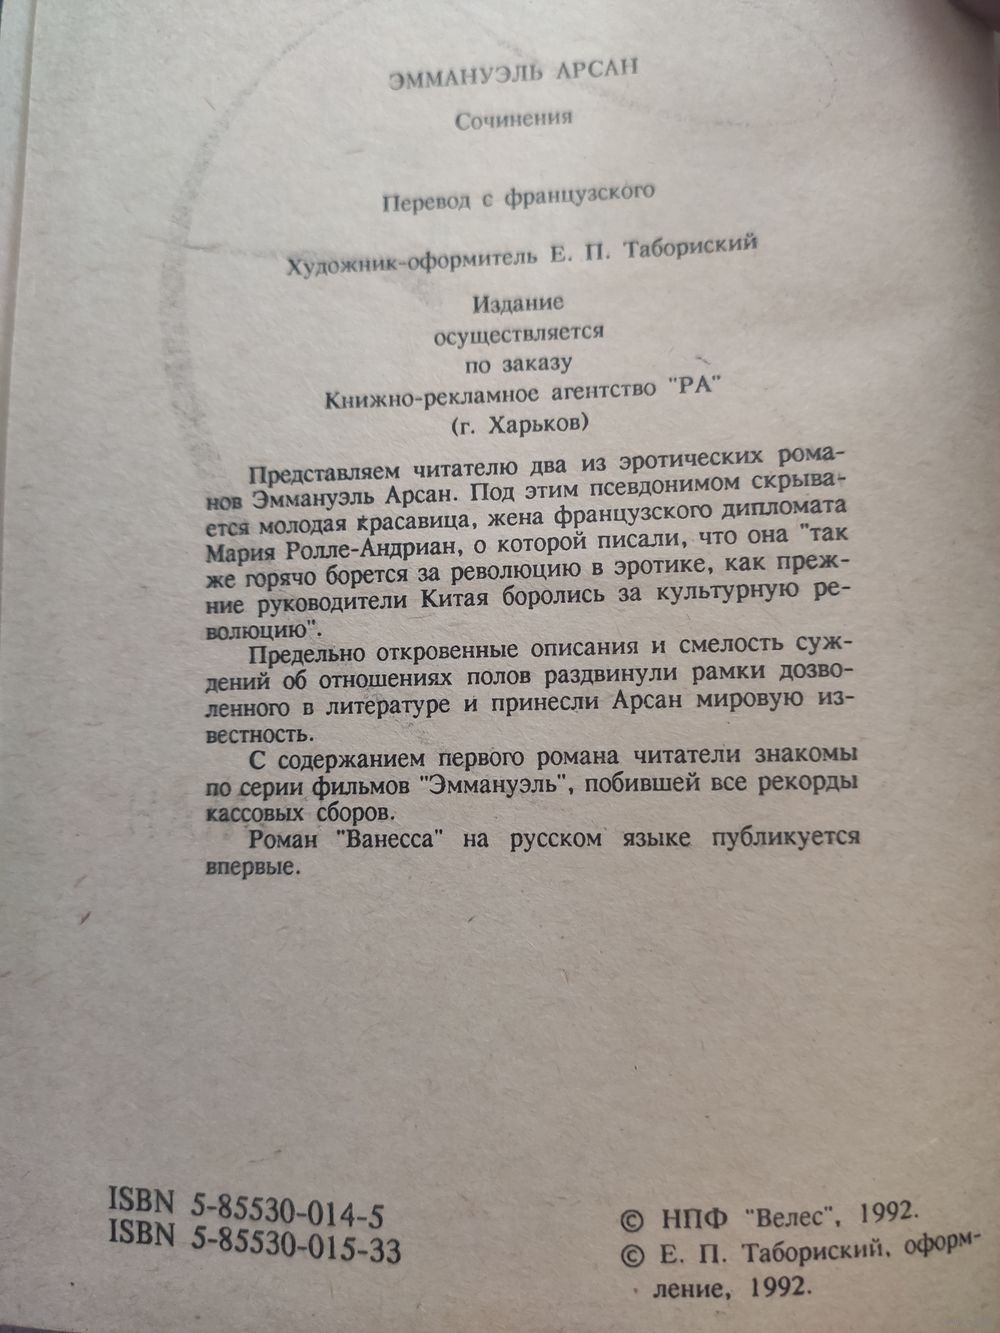 ЭММАНУЭЛЬ АРСАН
Сочинения
Перевод с французского
Художник-оформитель Е. П. Табориский
Издание
осуществляется
по заказу
Книжно-рекламное агентство "РА"
(г. Харьков)
Представляем читателю два из эротических рома-
нов Эммануэль Арсан. Под этим псевдонимом скрыва-
ется молодая красавица, жена французского дипломата
Мария Ролле-Андриан, о которой писали, что она "так
же горячо борется за революцию в эротике, как преж-
ние руководители Китая боролись за культурную ре-
волюцию".
Предельно откровенные описания и смелость суж-
дений об отношениях полов раздвинули рамки дозво-
ленного в литературе и принесли Арсан мировую из-
вестность.
С содержанием первого романа читатели знакомы
по серии фильмов "Эммануэль", побившей все рекорды
кассовых сборов.
Роман "Ванесса" на русском языке публикуется
впервые.
ISBN 5-85530-014-5
ISBN 5-85530-015-33
© НПФ "Велес", 1992.
© Е. П. Табориский, оформ-
ление, 1992.